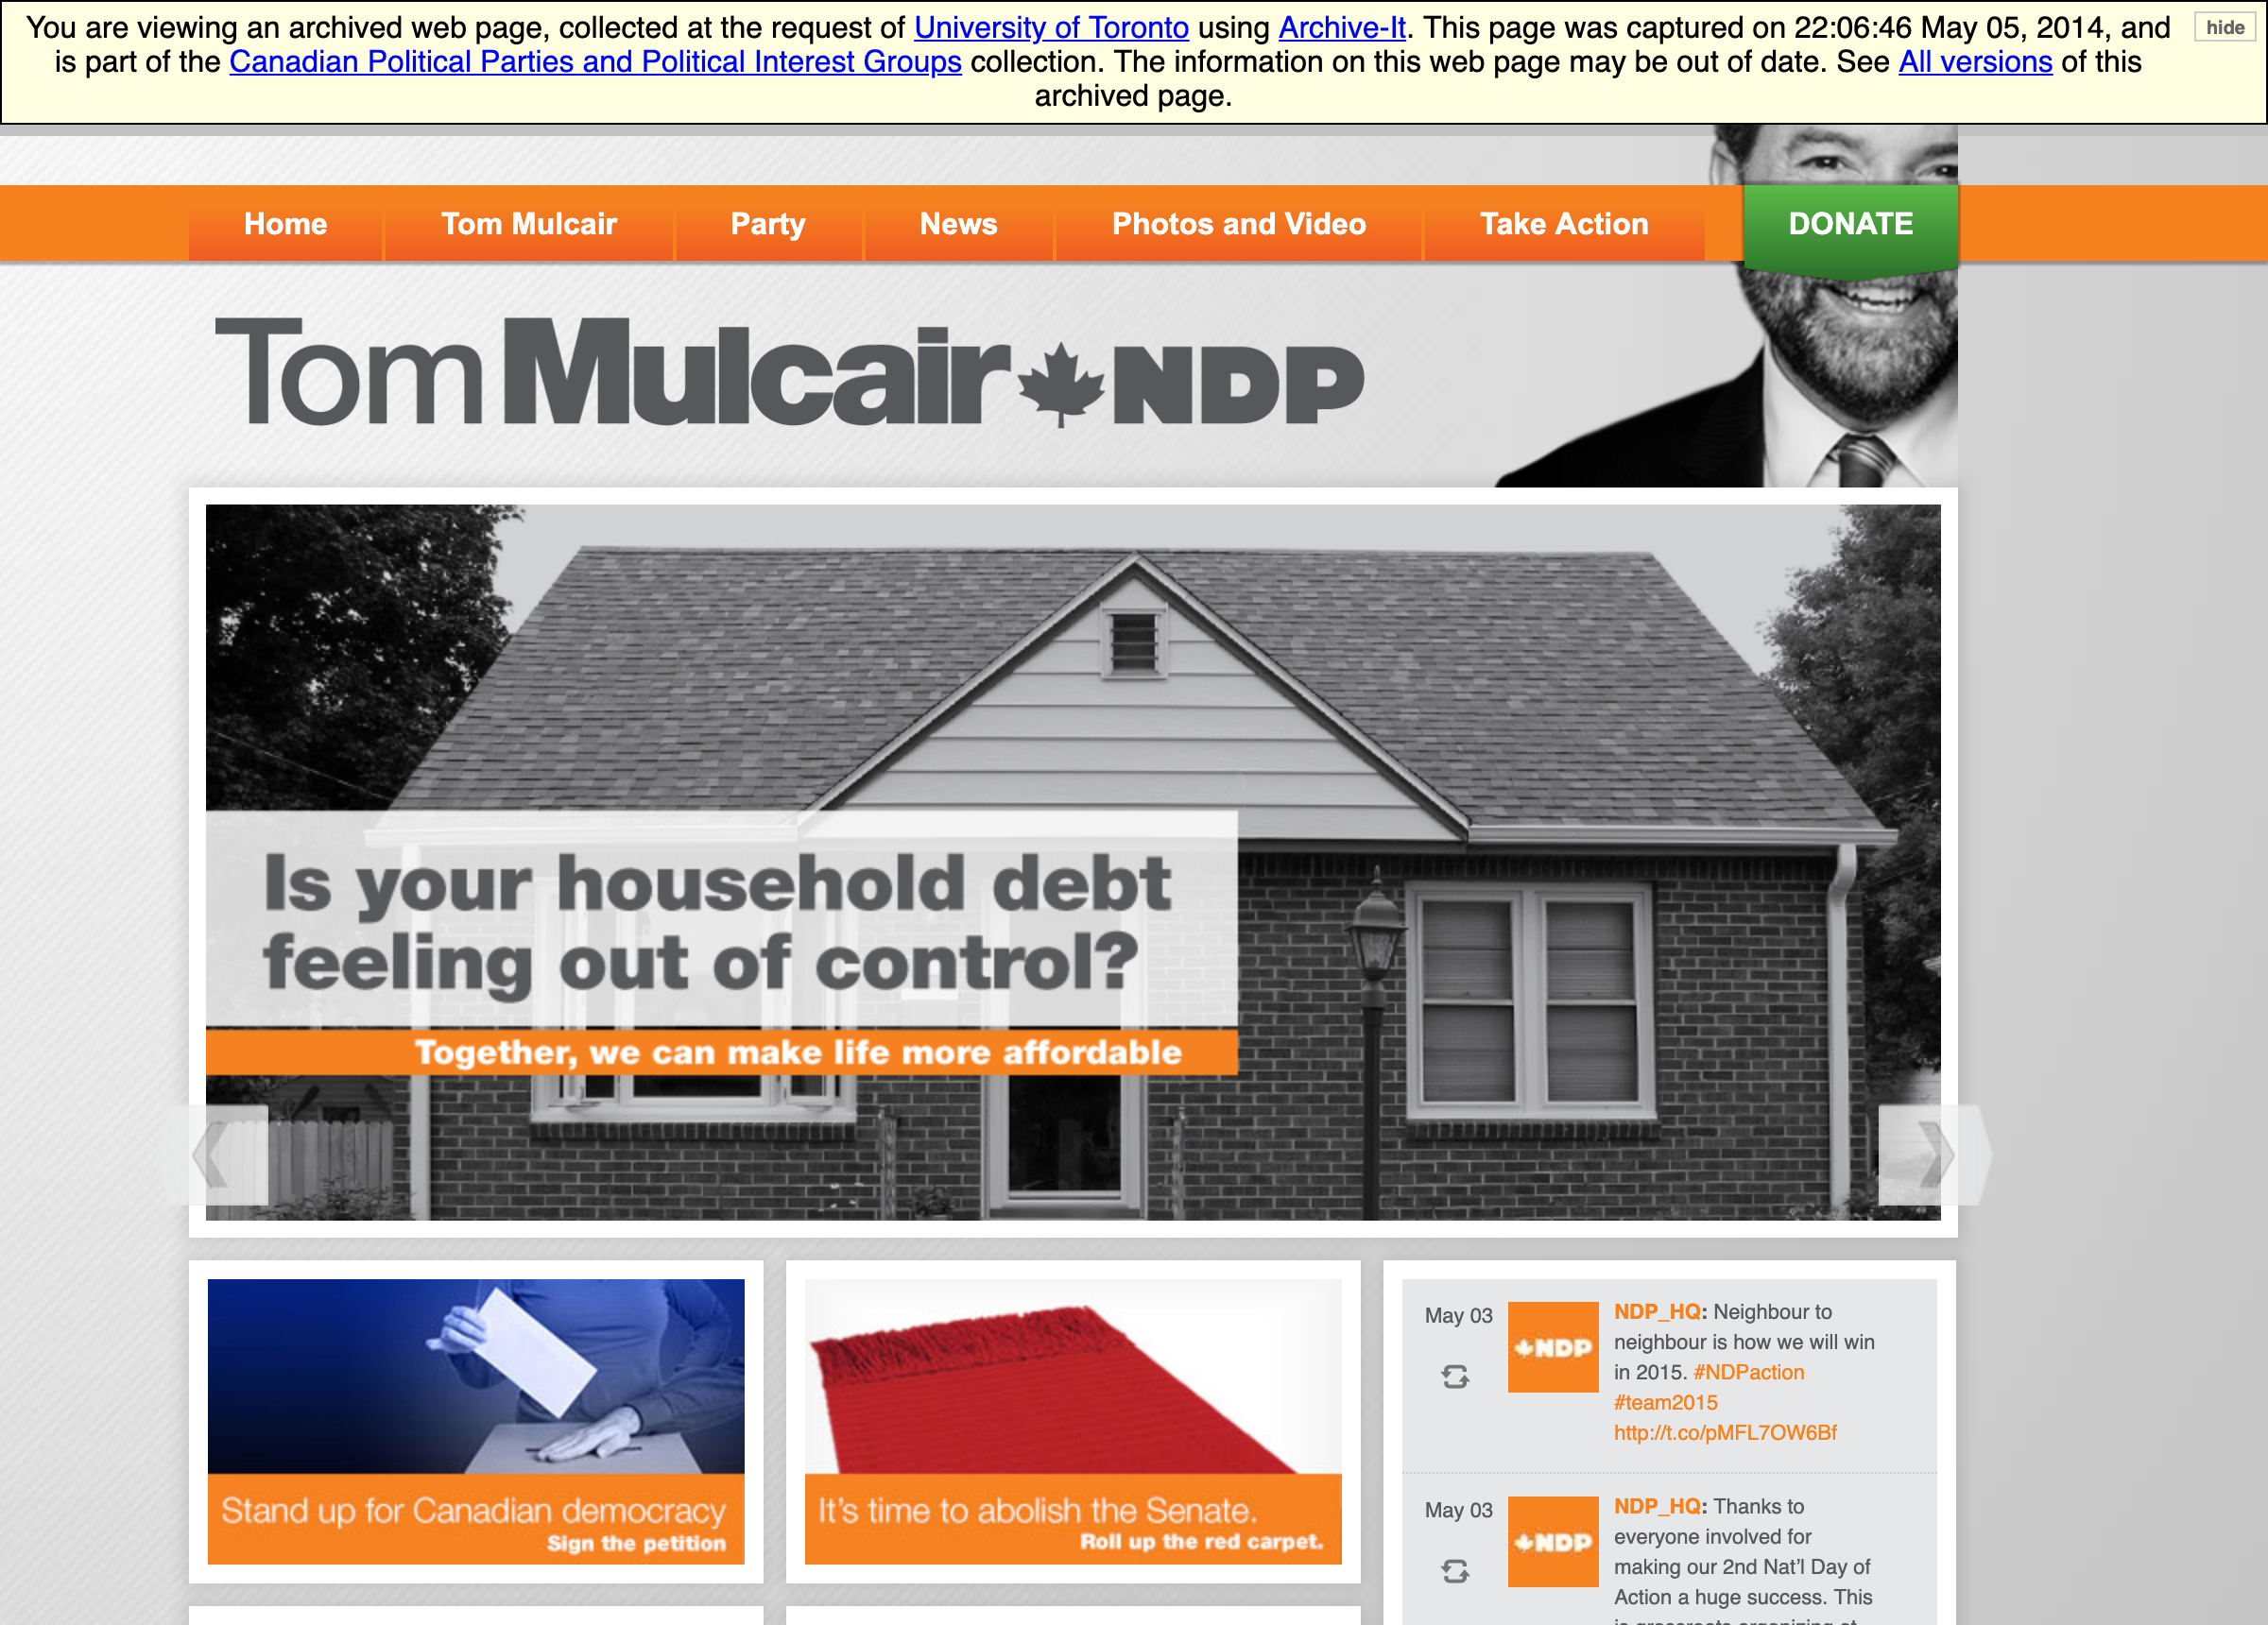 You are viewing an archived web page, collected at the request of University of Toronto using Archive-It. This page was captured on 22:06:46 May 05, 2014, and
is part of the Canadian Political Parties and Political Interest Groups collection. The information on this web page may be out of date. See All versions of this
archived page.
hide
Home
Tom Mulcair
Party
News
Photos and Video
Take Action
DONATE
Tom Mulcair NDP
Is your household debt
feeling out of control?
Together, we can make life more affordable
Stand up for Canadian democracy
Sign the petition
It's time to abolish the Senate.
Roll up the red carpet.
May 03
NDP
NDP_HQ: Neighbour to
neighbour is how we will win
in 2015. #NDPaction
#team2015
http://t.co/pMFL7OW6Bf
May 03
NDP
NDP_HQ: Thanks to
everyone involved for
making our 2nd Nat'l Day of
Action a huge success. This